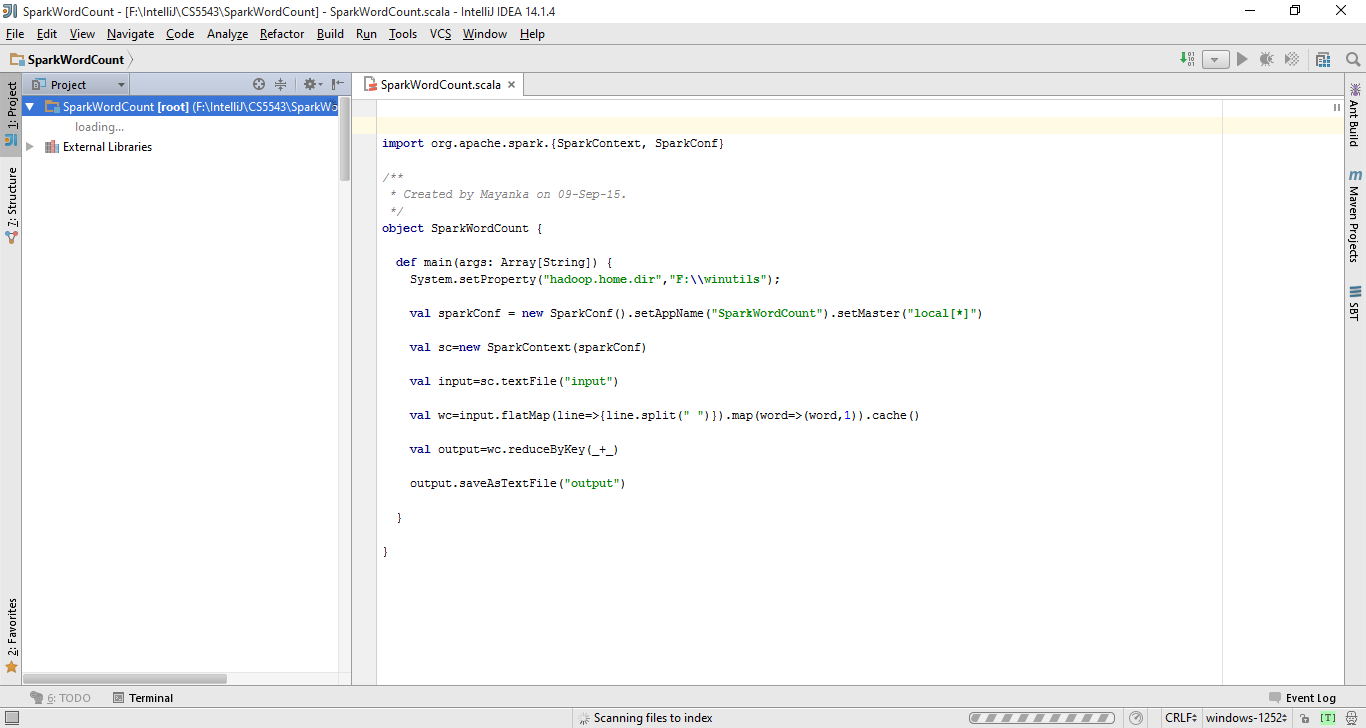 SparkWordCount - [F:\IntelliJ\CS5543\SparkWordCount] - SparkWordCount.scala - IntelliJ IDEA 14.1.4
File Edit View Navigate Code Analyze Refactor Build Run Tools VCS Window Help
SparkWordCount
Project
SparkWordCount.scala
1: Project
7: Structure
2: Favorites
SparkWordCount [root] (F:\IntelliJ\CS5543\SparkWo
loading...
External Libraries
import org.apache.spark.{SparkContext, SparkConf}
/**
* Created by Mayanka on 09-Sep-15.
*/
object SparkWordCount {
def main(args: Array[String]) {
System.setProperty("hadoop.home.dir","F:\\winutils");
val sparkConf = new SparkConf().setAppName("SparkWordCount").setMaster("local[*]")
val sc=new SparkContext(sparkConf)
val input=sc.textFile("input")
val wc=input.flatMap(line=>{line.split(" ")}).map(word=>(word,1)).cache()
val output=wc.reduceByKey(_+_)
output.saveAsTextFile("output")
}
}
Ant Build
Maven Projects
SBT
6: TODO
Terminal
Event Log
Scanning files to index
CRLF
windows-1252
[T]